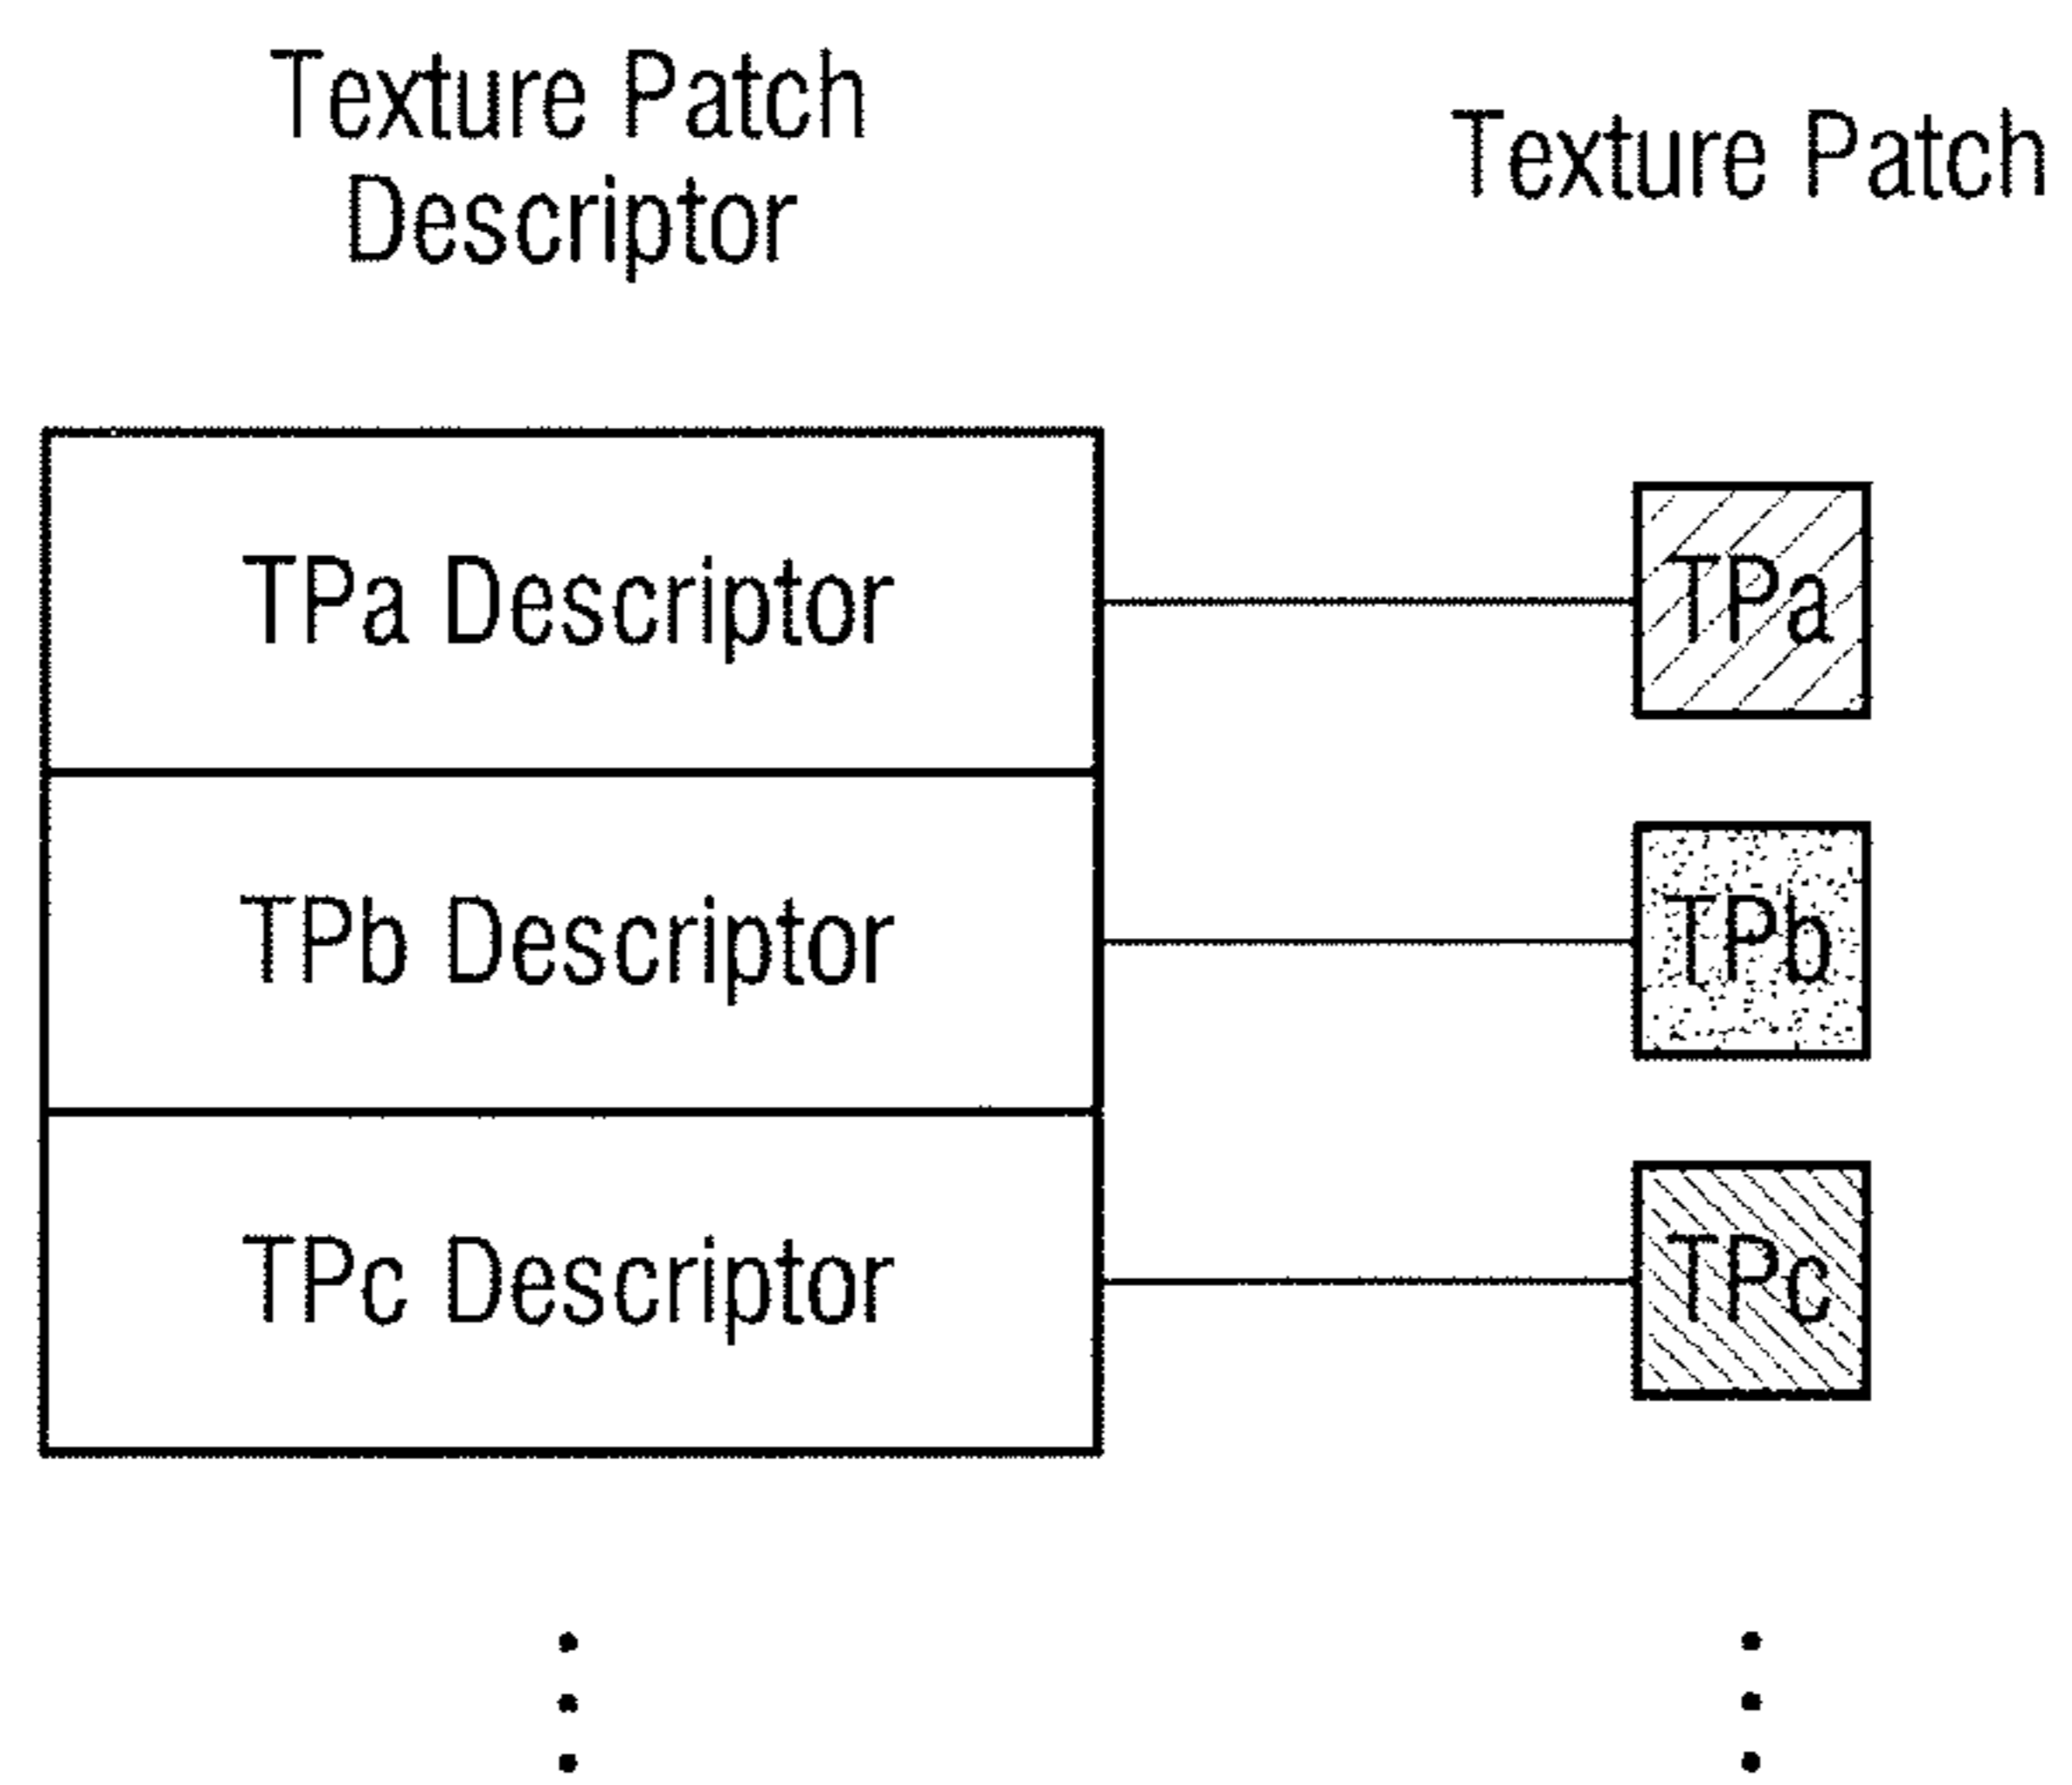 Texture Patch
Descriptor
Texture Patch
TPa Descriptor
TPa
TPb Descriptor
TPb
TPc Descriptor
TPc